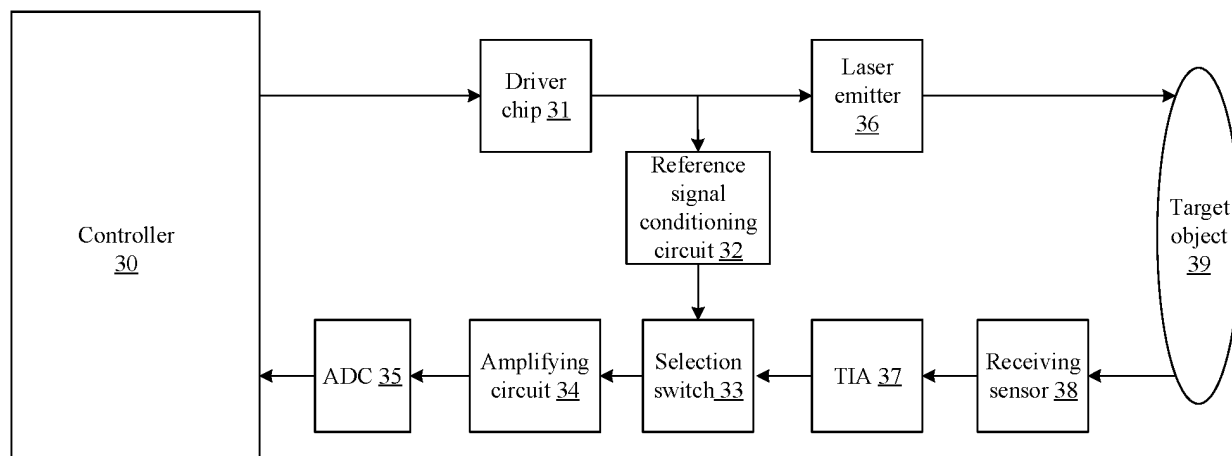 Controller
30
Driver
chip 31
Laser
emitter
36
Reference
signal
conditioning
circuit 32
Target
object
39
ADC 35
Amplifying
circuit 34
Selection
switch 33
TIA 37
Receiving
sensor 38